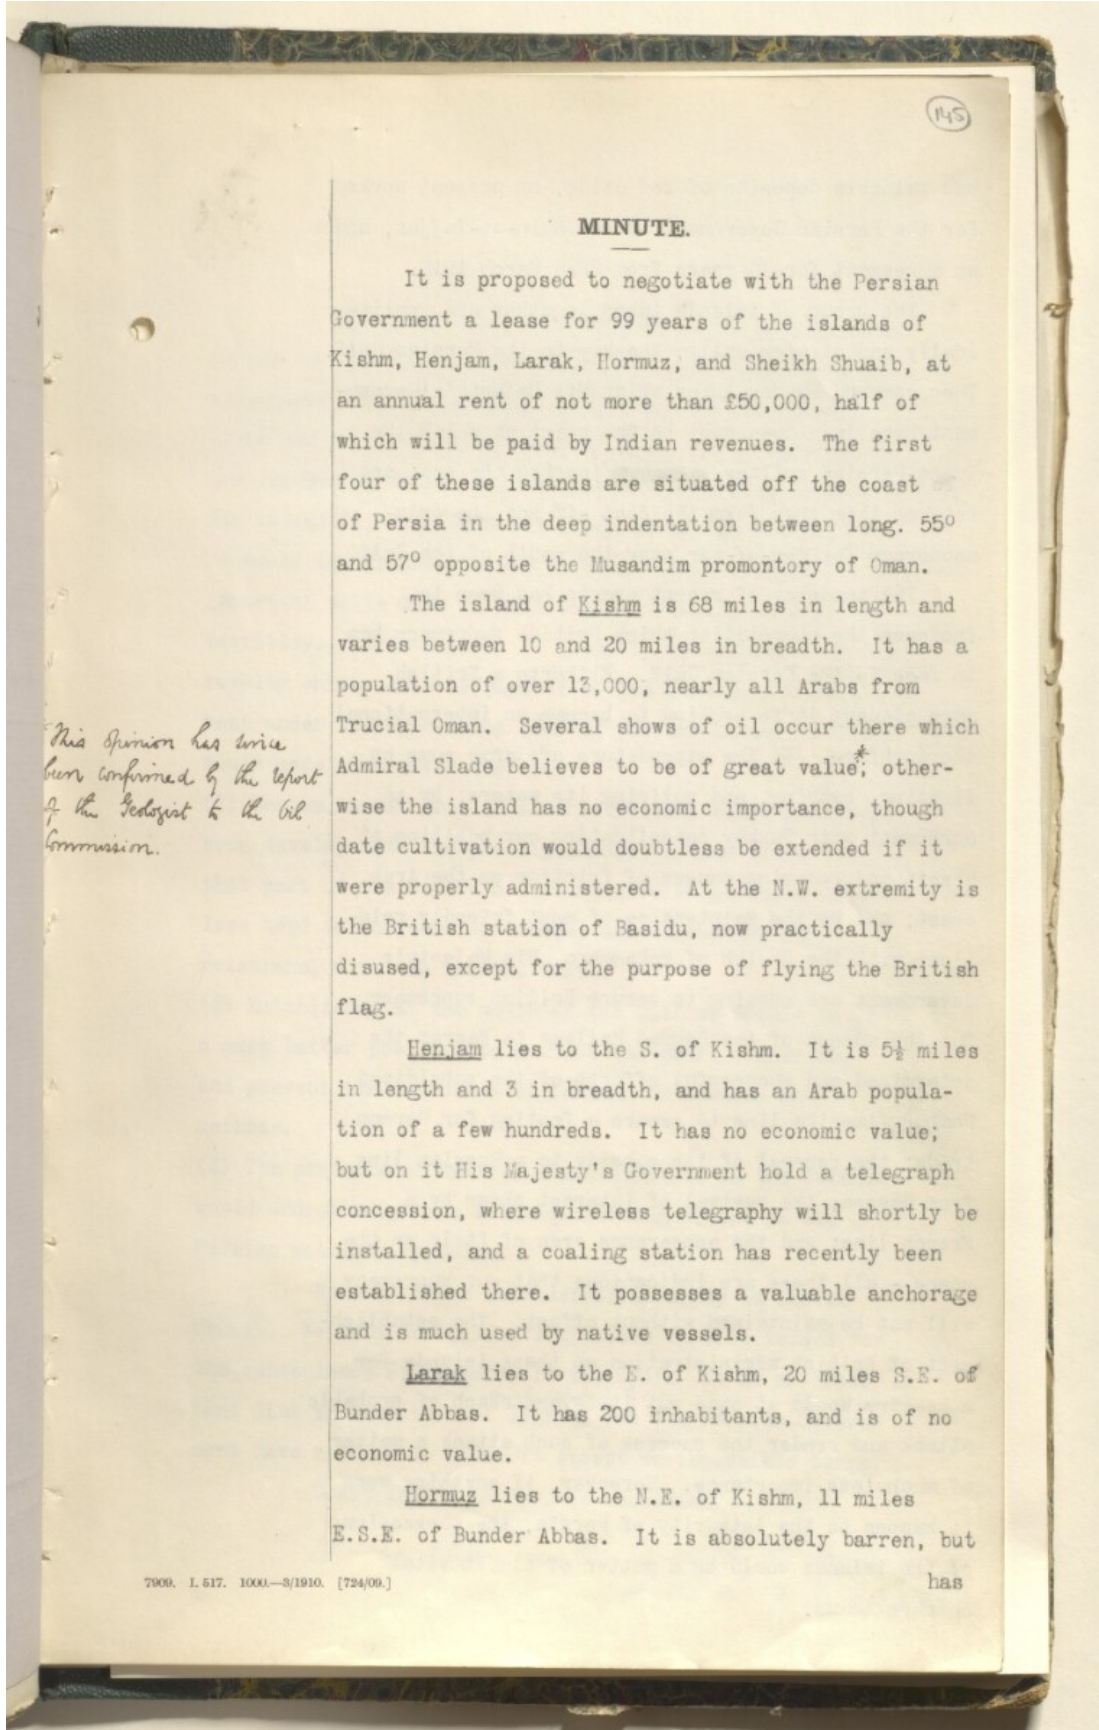 145
MINUTE.
It is proposed to negotiate with the Persian
Government a lease for 99 years of the islands of
Kishm, Henjam, Larak, Hormuz, and Sheikh Shuaib, at
an annual rent of not more than £50,000, half of
which will be paid by Indian revenues. The first
four of these islands are situated off the coast
of Persia in the deep indentation between long. 55º
and 57º opposite the Musandim promontory of Oman.
The island of Kishm is 68 miles in length and
varies between 10 and 20 miles in breadth. It has a
population of over 13,000, nearly all Arabs from
Trucial Oman. Several shows of oil occur there which
Admiral Slade believes to be of great value*; other-
wise the island has no economic importance, though
date cultivation would doubtless be extended if it
were properly administered. At the N.W. extremity is
the British station of Basidu, now practically
disused, except for the purpose of flying the British
flag.
This opinion has since
been confirmed by the report
of the Geologist to the Oil
Commission.
Henjam lies to the S. of Kishm. It is 5½ miles
in length and 3 in breadth, and has an Arab popula-
tion of a few hundreds. It has no economic value;
but on it His Majesty's Government hold a telegraph
concession, where wireless telegraphy will shortly be
installed, and a coaling station has recently been
established there. It possesses a valuable anchorage
and is much used by native vessels.
Larak lies to the E. of Kishm, 20 miles S.E. of
Bunder Abbas. It has 200 inhabitants, and is of no
economic value.
Hormuz lies to the N.E. of Kishm, 11 miles
E.S.E. of Bunder Abbas. It is absolutely barren, but
has
7909. I. 517. 1000.—3/1910. [724/09.]